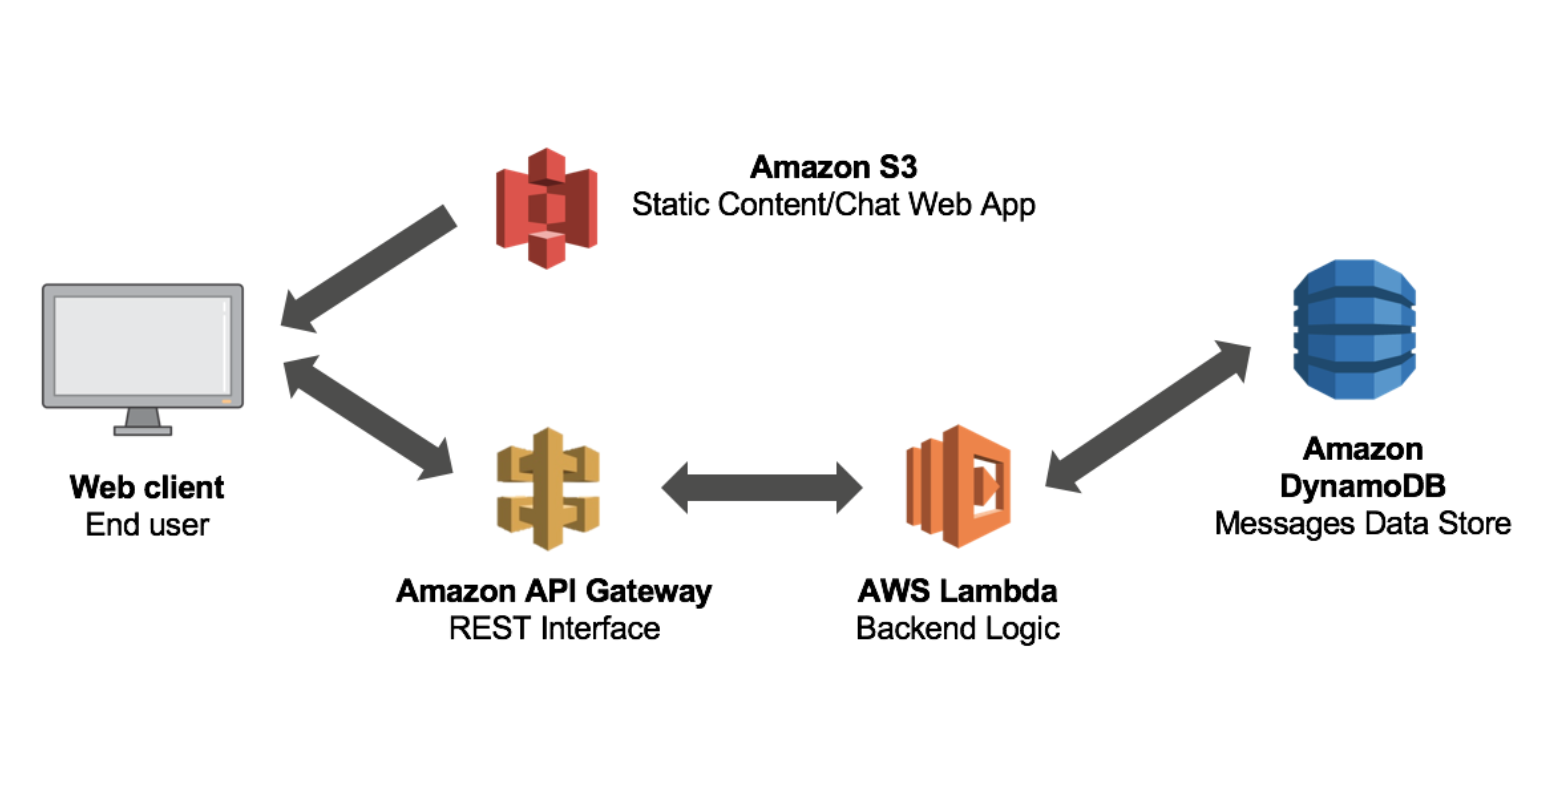 Amazon S3
Static Content/Chat Web App
Web client
End user
Amazon API Gateway
REST Interface
AWS Lambda
Backend Logic
Amazon
DynamoDB
Messages Data Store